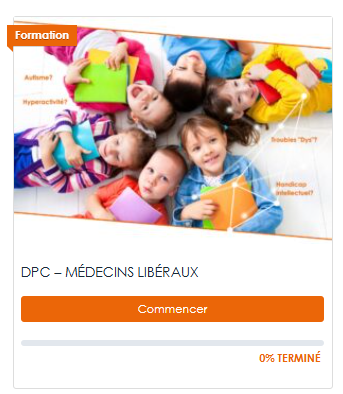 Formation
Autisme?
Hyperactivité?
Troubles "Dys"?
Handicap
Intellectuel?
DPC – MÉDECINS LIBÉRAUX
Commencer
0% TERMINÉ